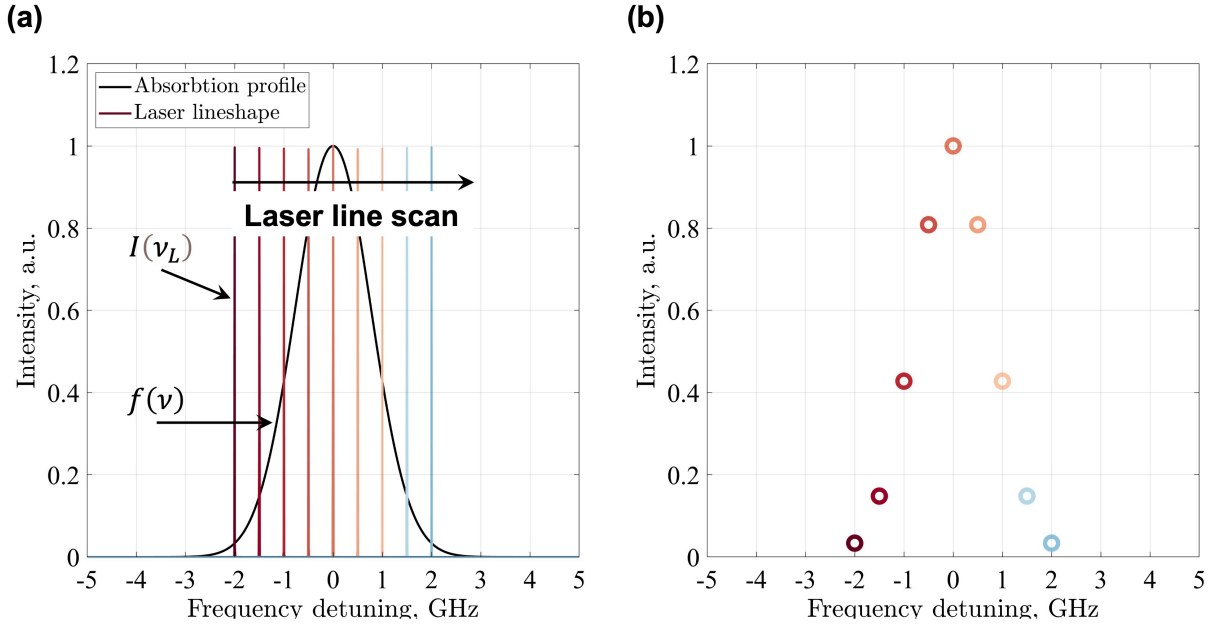 (a)
1.2
1
0.8
0.6
0.4
0.2
0
Intensity, a.u.
Absorbtion profile
Laser lineshape
Laser line scan
I(ν_L)
f(ν)
-5 -4 -3 -2 -1 0 1 2 3 4 5
Frequency detuning, GHz
(b)
1.2
1
0.8
0.6
0.4
0.2
0
Intensity, a.u.
-5 -4 -3 -2 -1 0 1 2 3 4 5
Frequency detuning, GHz